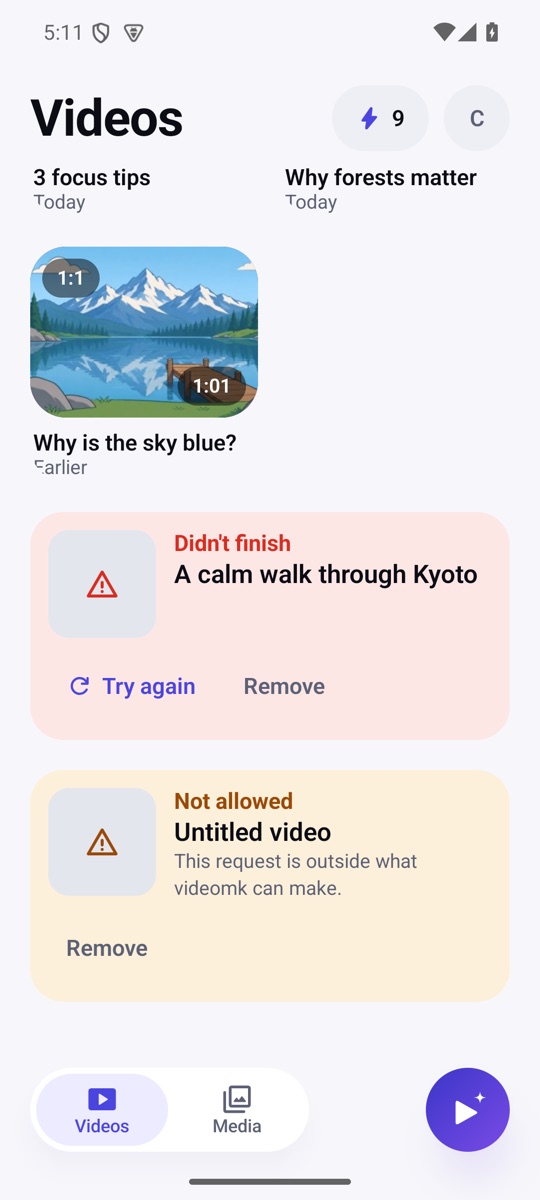 5:11
Videos
9
C
3 focus tips
Why forests matter
Today
Today
1:1
1:01
Why is the sky blue?
Earlier
Didn't finish
A calm walk through Kyoto
Try again
Remove
Not allowed
Untitled video
This request is outside what
videomk can make.
Remove
Videos
Media